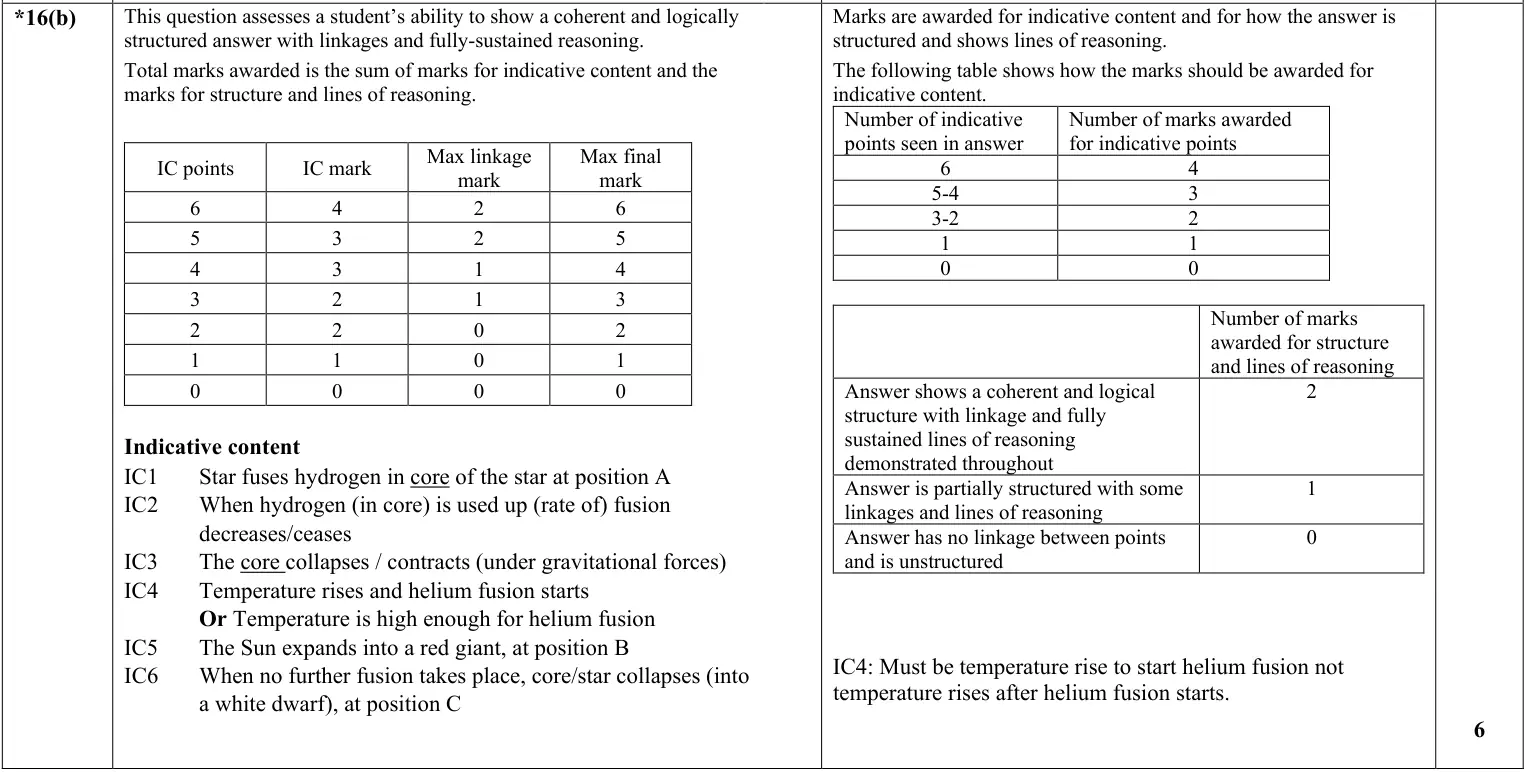 *16(b)
This question assesses a student’s ability to show a coherent and logically
structured answer with linkages and fully-sustained reasoning.
Total marks awarded is the sum of marks for indicative content and the
marks for structure and lines of reasoning.
IC points IC mark Max linkage mark Max final mark
6 4 2 6
5 3 2 5
4 3 1 4
3 2 1 3
2 2 0 2
1 1 0 1
0 0 0 0
Indicative content
IC1 Star fuses hydrogen in core of the star at position A
IC2 When hydrogen (in core) is used up (rate of) fusion
decreases/ceases
IC3 The core collapses / contracts (under gravitational forces)
IC4 Temperature rises and helium fusion starts
Or Temperature is high enough for helium fusion
IC5 The Sun expands into a red giant, at position B
IC6 When no further fusion takes place, core/star collapses (into
a white dwarf), at position C
Marks are awarded for indicative content and for how the answer is
structured and shows lines of reasoning.
The following table shows how the marks should be awarded for
indicative content.
Number of indicative points seen in answer Number of marks awarded for indicative points
6 4
5-4 3
3-2 2
1 1
0 0
Number of marks
awarded for structure
and lines of reasoning
Answer shows a coherent and logical 2
structure with linkage and fully
sustained lines of reasoning
demonstrated throughout
Answer is partially structured with some 1
linkages and lines of reasoning
Answer has no linkage between points 0
and is unstructured
IC4: Must be temperature rise to start helium fusion not
temperature rises after helium fusion starts.
6